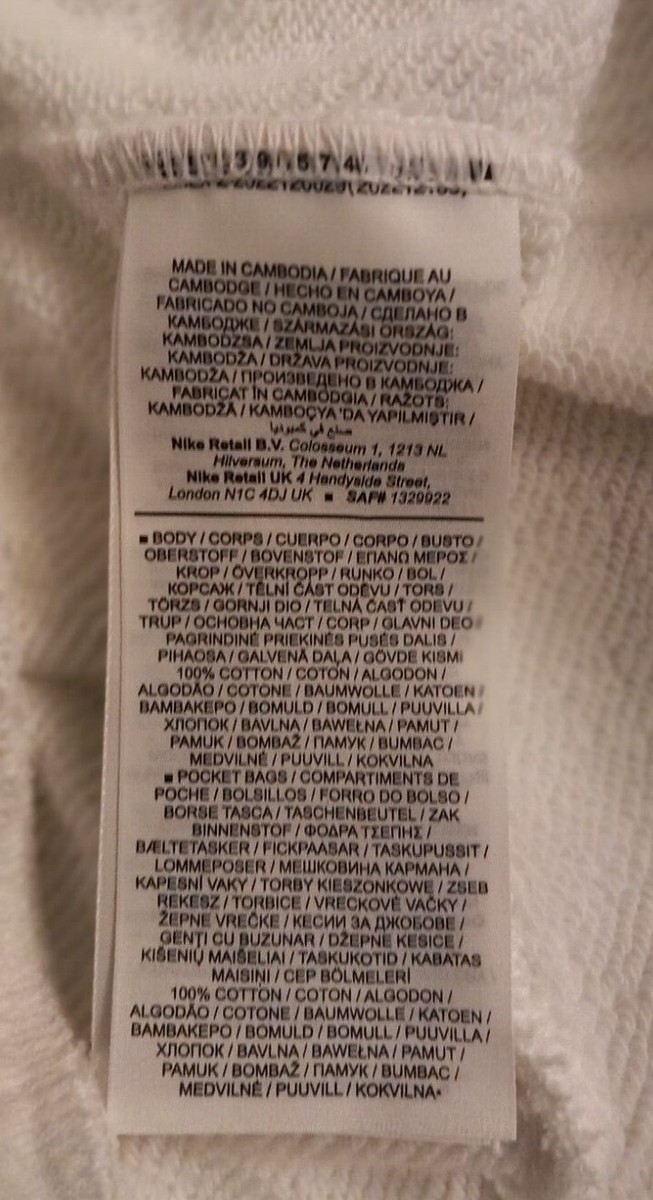 MADE IN CAMBODIA / FABRIQUE AU
CAMBODGE / HECHO EN CAMBOYA /
FABRICADO NO CAMBOJA / СДЕЛАНО В
КАМБОДЖЕ / SZÁRMAZÁSI ORSZÁG:
KAMBODZSA / ZEMLJA PROIZVODNJE:
KAMBODŽA / DRŽAVA PROIZVODNJE:
KAMBODŽA / ПРОИЗВЕДЕНО В КАМБОДЖА /
FABRICAT ÎN CAMBODGIA / RAŽOTS:
KAMBODŽĀ / KAMBOÇYA'DA YAPILMIŞTIR /
صنع في كمبوديا
Nike Retail B.V. Colosseum 1, 1213 NL
Hilversum, The Netherlands
Nike Retail UK 4 Handyside Street,
London N1C 4DJ UK ■ SAF# 1329922
■ BODY / CORPS / CUERPO / CORPO / BUSTO /
OBERSTOFF / BOVENSTOF / ΕΠΑΝΩ ΜΕΡΟΣ /
KROP / ÖVERKROPP / RUNKO / BOL /
КОРСАЖ / TĚLNÍ ČÁST ODĚVU / TORS /
TÖRZS / GORNJI DIO / TELNÁ ČASŤ ODEVU /
TRUP / ОСНОВНА ЧАСТ / CORP / GLAVNI DEO /
PAGRINDINĖ PRIEKINĖS PUSĖS DALIS /
PIHAOSA / GALVENĀ DAĻA / GÖVDE KISMI
100% COTTON / COTON / ALGODON /
ALGODÃO / COTONE / BAUMWOLLE / KATOEN /
ΒΑΜΒΑΚΕΡΟ / BOMULD / BOMULL / PUUVILLA /
ХЛОПОК / BAVLNA / BAWEŁNA / PAMUT /
PAMUK / BOMBAŽ / ПАМУК / BUMBAC /
MEDVILNĖ / PUUVILL / KOKVILNA
■ POCKET BAGS / COMPARTIMENTS DE
POCHE / BOLSILLOS / FORRO DO BOLSO /
BORSE TASCA / TASCHENBEUTEL / ZAK
BINNENSTOF / ΦΟΔΡΑ ΤΣΕΠΗΣ /
BÆLTETASKER / FICKPAASAR / TASKUPUSSIT /
LOMMEPOSER / МЕШКОВИНА КАРМАНА /
KAPESNÍ VAKY / TORBY KIESZONKOWE / ZSEB
REKESZ / TORBICE / VRECKOVÉ VAČKY /
ŽEPNE VREČKE / КЕСИИ ЗА ДЖОБОВЕ /
GENȚI CU BUZUNAR / DŽEPNE KESICE /
KIŠENIŲ MAIŠELIAI / TASKUKOTID / KABATAS
MAISIŅI / CEP BÖLMELERİ
100% COTTON / COTON / ALGODON /
ALGODÃO / COTONE / BAUMWOLLE / KATOEN /
ΒΑΜΒΑΚΕΡΟ / BOMULD / BOMULL / PUUVILLA /
ХЛОПОК / BAVLNA / BAWEŁNA / PAMUT /
PAMUK / BOMBAŽ / ПАМУК / BUMBAC /
MEDVILNĖ / PUUVILL / KOKVILNA▪